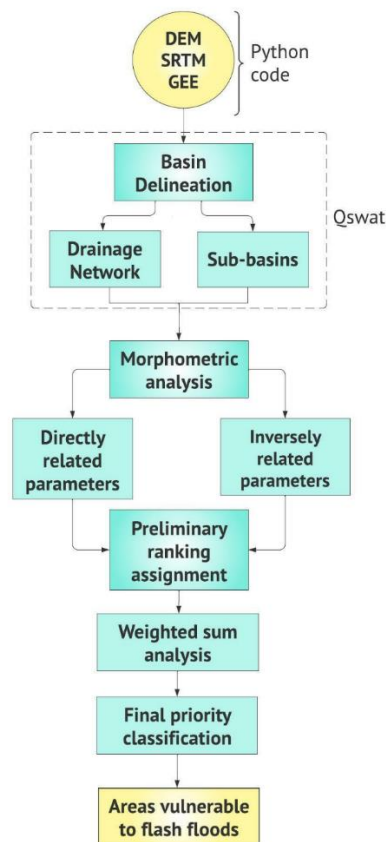 DEM
SRTM
GEE
Python
code
Basin
Delineation
Qswat
Drainage
Network
Sub-basins
Morphometric
analysis
Directly
related
parameters
Inversely
related
parameters
Preliminary
ranking
assignment
Weighted sum
analysis
Final priority
classification
Areas vulnerable
to flash floods